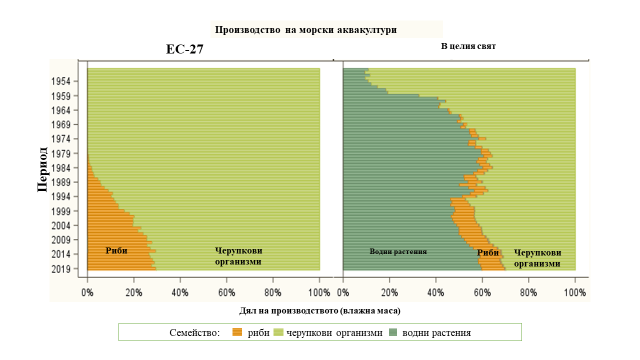 Производство на морски аквакултури
ЕС-27
В целия свят
Период
1954
1959
1964
1969
1974
1979
1984
1989
1994
1999
2004
2009
2014
2019
Риби
Черупкови
организми
Водни растения
Риби
Черупкови
организми
0% 20% 40% 60% 80% 100%
0% 20% 40% 60% 80% 100%
Дял на производството (влажна маса)
Семейство: риби черупкови организми водни растения